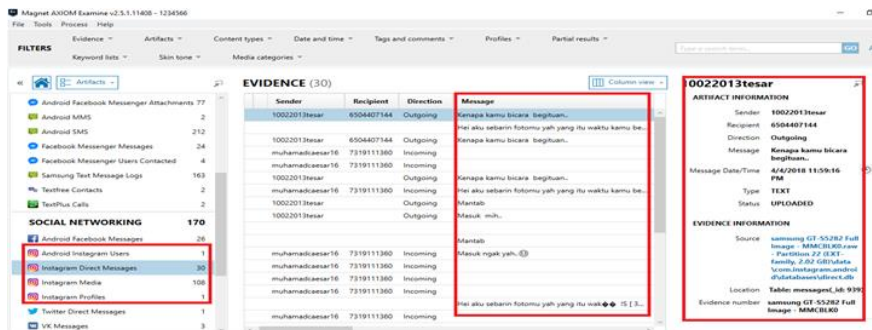 Magnet AXIOM Examine v2.5.1.11408 - 1234566
File Tools Process Help
FILTERS
Evidence Artifacts Content types Date and time Tags and comments Profiles Partial results
Keyword lists Skin tone Media categories
Type a search term...
GO
Artifacts
EVIDENCE (30)
Column view
Android Facebook Messenger Attachments 77
Android MMS 2
Android SMS 212
Facebook Messenger Messages 24
Facebook Messenger Users Contacted 4
Samsung Text Message Logs 163
Textfree Contacts 2
TextPlus Calls 2
SOCIAL NETWORKING 170
Android Facebook Messages 26
Android Instagram Users 1
Instagram Direct Messages 30
Instagram Media 108
Instagram Profiles 1
Twitter Direct Messages 1
VK Messages 3
Sender Recipient Direction Message
10022013tesar 6504407144 Outgoing Kenapa kamu bicara begituan..
Hei aku sebarin fotomu yah yang itu waktu kamu be...
10022013tesar 6504407144 Outgoing Kenapa kamu bicara begituan..
muhamadcaesar16 7319111360 Incoming
muhamadcaesar16 7319111360 Incoming
10022013tesar Outgoing Kenapa kamu bicara begituan..
muhamadcaesar16 7319111360 Incoming Hei aku sebarin fotomu yah yang itu waktu kamu be...
10022013tesar Outgoing Mantab
10022013tesar Outgoing Masuk mih..
Mantab
muhamadcaesar16 7319111360 Incoming Masuk ngak yah..
muhamadcaesar16 7319111360 Incoming
muhamadcaesar16 7319111360 Incoming
Hei aku sebarin fotomu yah yang itu wak�� !S [ 3...
muhamadcaesar16 7319111360 Incoming
10022013tesar
ARTIFACT INFORMATION
Sender 10022013tesar
Recipient 6504407144
Direction Outgoing
Message Kenapa kamu bicara
begituan..
Message Date/Time 4/4/2018 11:59:16
PM
Type TEXT
Status UPLOADED
EVIDENCE INFORMATION
Source samsung GT-S5282 Full
Image - MMCBLK0.raw
- Partition 22 (EXT-
family, 2.02 GB)\data
\com.instagram.androi
d\databases\direct.db
Location Table: messages(_id: 939
Evidence number samsung GT-S5282 Full
Image - MMCBLK0